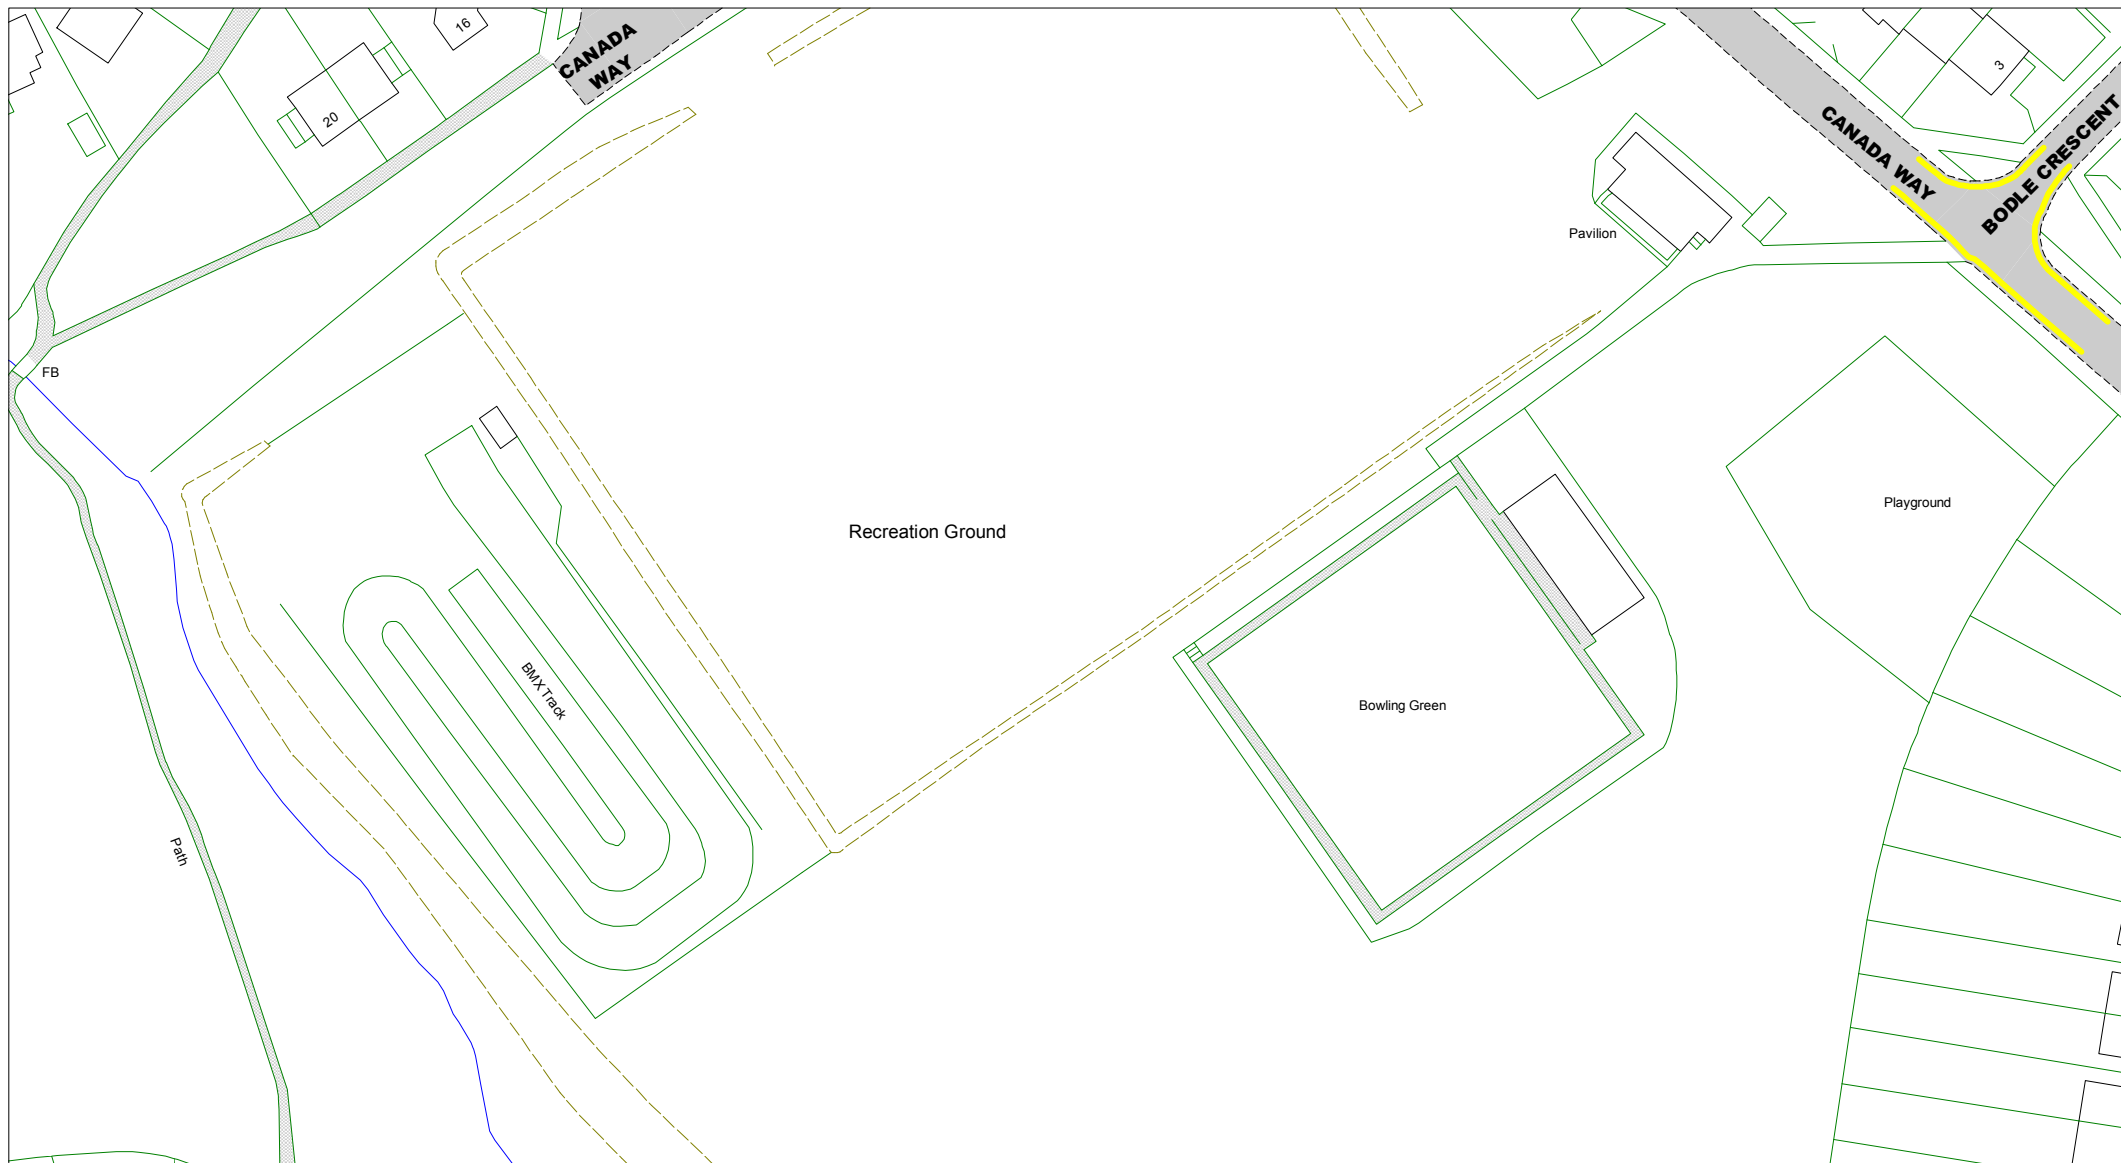 16
CANADA
WAY
20
3
CANADA WAY
BODLE CRESCENT
Pavilion
FB
Recreation Ground
Playground
BMX Track
Bowling Green
Path